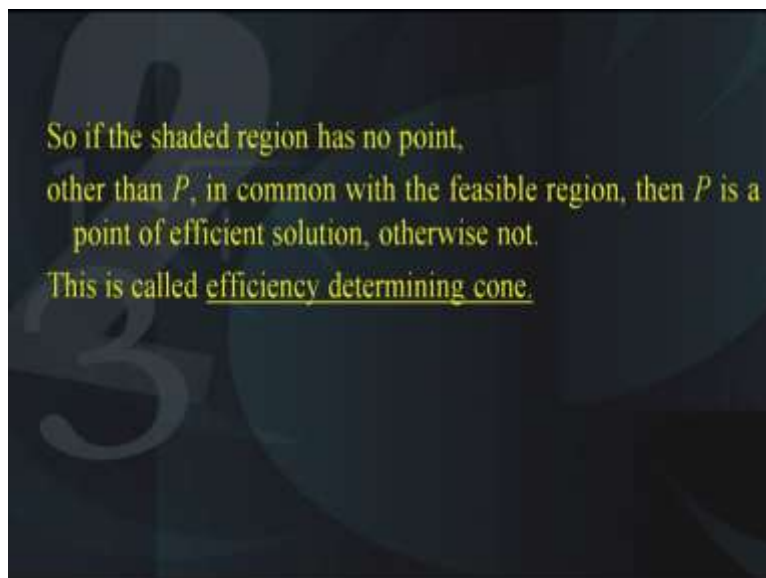 So if the shaded region has no point,
other than P, in common with the feasible region, then P is a
point of efficient solution, otherwise not.
This is called efficiency determining cone.